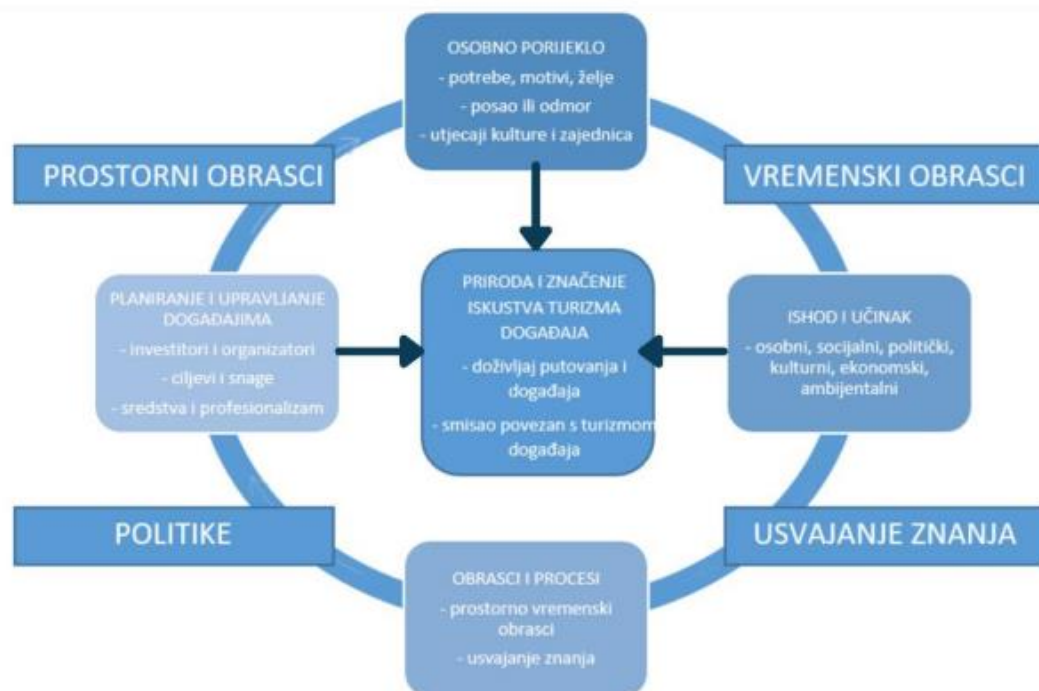 OSOBNO PORIJEKLO
- potrebe, motivi, želje
- posao ili odmor
- utjecaji kulture i zajednica
PROSTORNI OBRASCI
VREMENSKI OBRASCI
PLANIRANJE I UPRAVLJANJE
DOGAĐAJIMA
- investitori i organizatori
- ciljevi i snage
- sredstva i profesionalizam
PRIRODA I ZNAČENJE
ISKUSTVA TURIZMA
DOGAĐAJA
- doživljaj putovanja i
događaja
- smisao povezan s turizmom
događaja
ISHOD I UČINAK
- osobni, socijalni, politički,
kulturni, ekonomski,
ambijentalni
POLITIKE
USVAJANJE ZNANJA
OBRASCI I PROCESI
- prostorno vremenski
obrasci
- usvajanje znanja